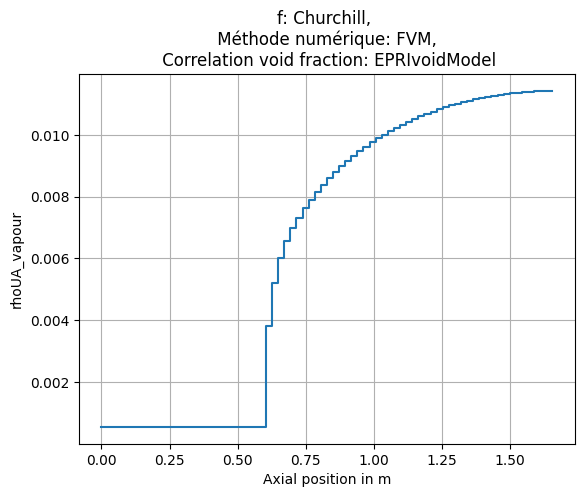 f: Churchill,
Méthode numérique: FVM,
Correlation void fraction: EPRIvoidModel
rhoUA_vapour
0.010
0.008
0.006
0.004
0.002
0.00
0.25
0.50
0.75
1.00
1.25
1.50
Axial position in m